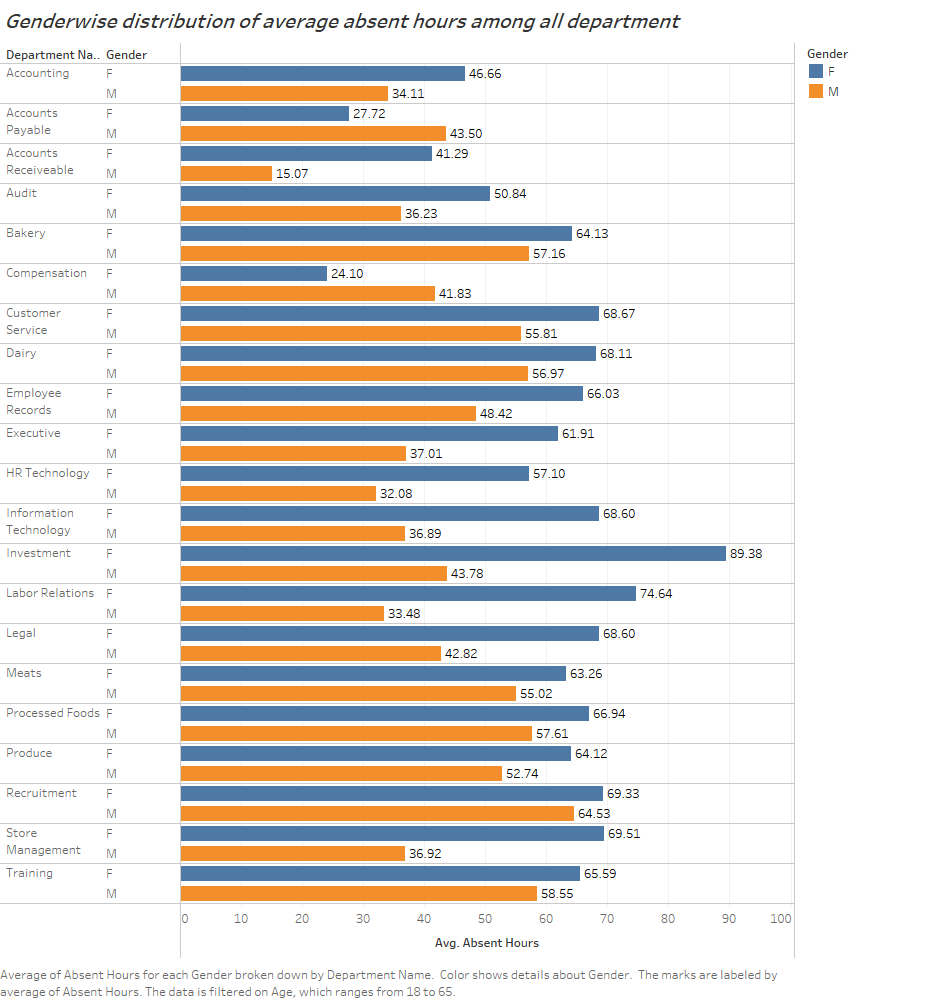 Genderwise distribution of average absent hours among all department
Department Na.. Gender
Gender
F
M
Accounting F 46.66
M 34.11
Accounts Payable F 27.72
M 43.50
Accounts Receiveable F 41.29
M 15.07
Audit F 50.84
M 36.23
Bakery F 64.13
M 57.16
Compensation F 24.10
M 41.83
Customer Service F 68.67
M 55.81
Dairy F 68.11
M 56.97
Employee Records F 66.03
M 48.42
Executive F 61.91
M 37.01
HR Technology F 57.10
M 32.08
Information Technology F 68.60
M 36.89
Investment F 89.38
M 43.78
Labor Relations F 74.64
M 33.48
Legal F 68.60
M 42.82
Meats F 63.26
M 55.02
Processed Foods F 66.94
M 57.61
Produce F 64.12
M 52.74
Recruitment F 69.33
M 64.53
Store Management F 69.51
M 36.92
Training F 65.59
M 58.55
0 10 20 30 40 50 60 70 80 90 100
Avg. Absent Hours
Average of Absent Hours for each Gender broken down by Department Name. Color shows details about Gender. The marks are labeled by
average of Absent Hours. The data is filtered on Age, which ranges from 18 to 65.